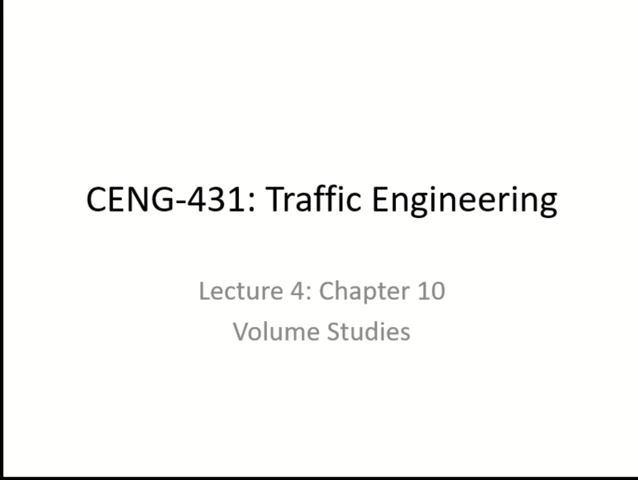 CENG-431: Traffic Engineering
Lecture 4: Chapter 10
Volume Studies